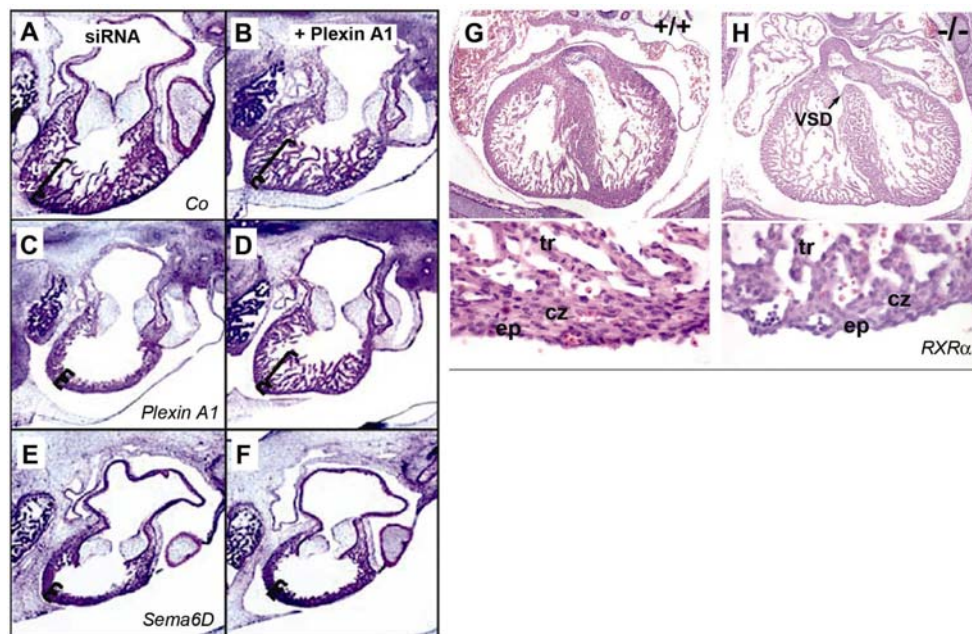 A siRNA
B + Plexin A1
cz
Co
C
D
Plexin A1
E
F
Sema6D
G +/+
H -/-
VSD
tr
cz
ep
tr
cz
ep
RXRα